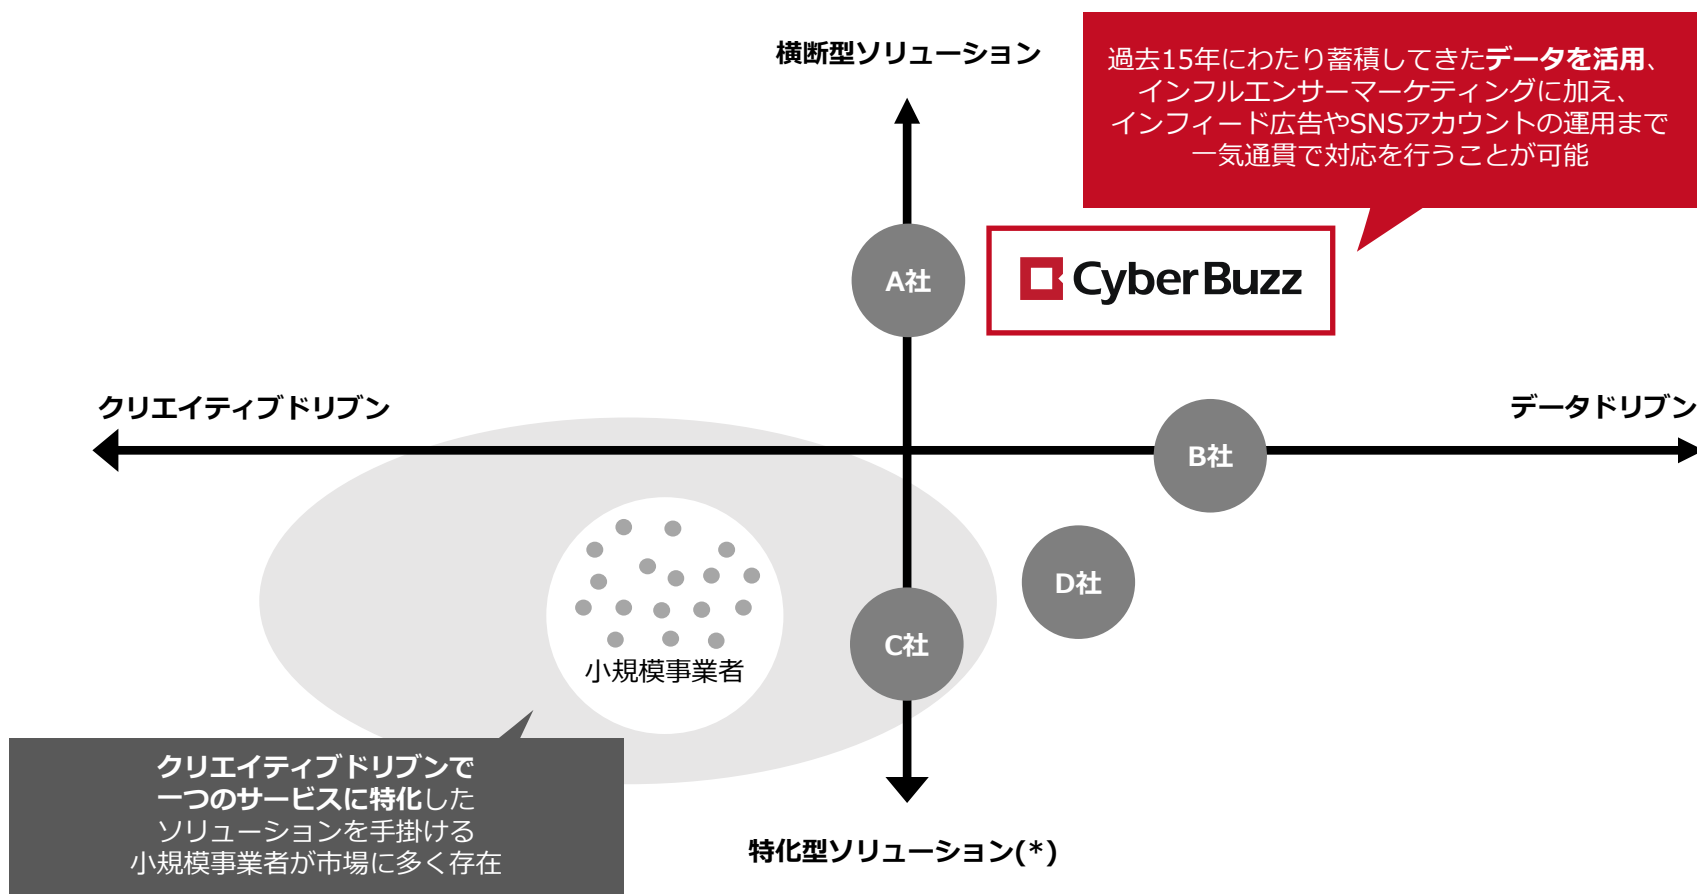 横断型ソリューション
過去15年にわたり蓄積してきたデータを活用、
インフルエンサーマーケティングに加え、
インフィード広告やSNSアカウントの運用まで
一気通貫で対応を行うことが可能
A社
CyberBuzz
クリエイティブドリブン
データドリブン
B社
D社
C社
小規模事業者
クリエイティブドリブンで
一つのサービスに特化した
ソリューションを手掛ける
小規模事業者が市場に多く存在
特化型ソリューション(*)